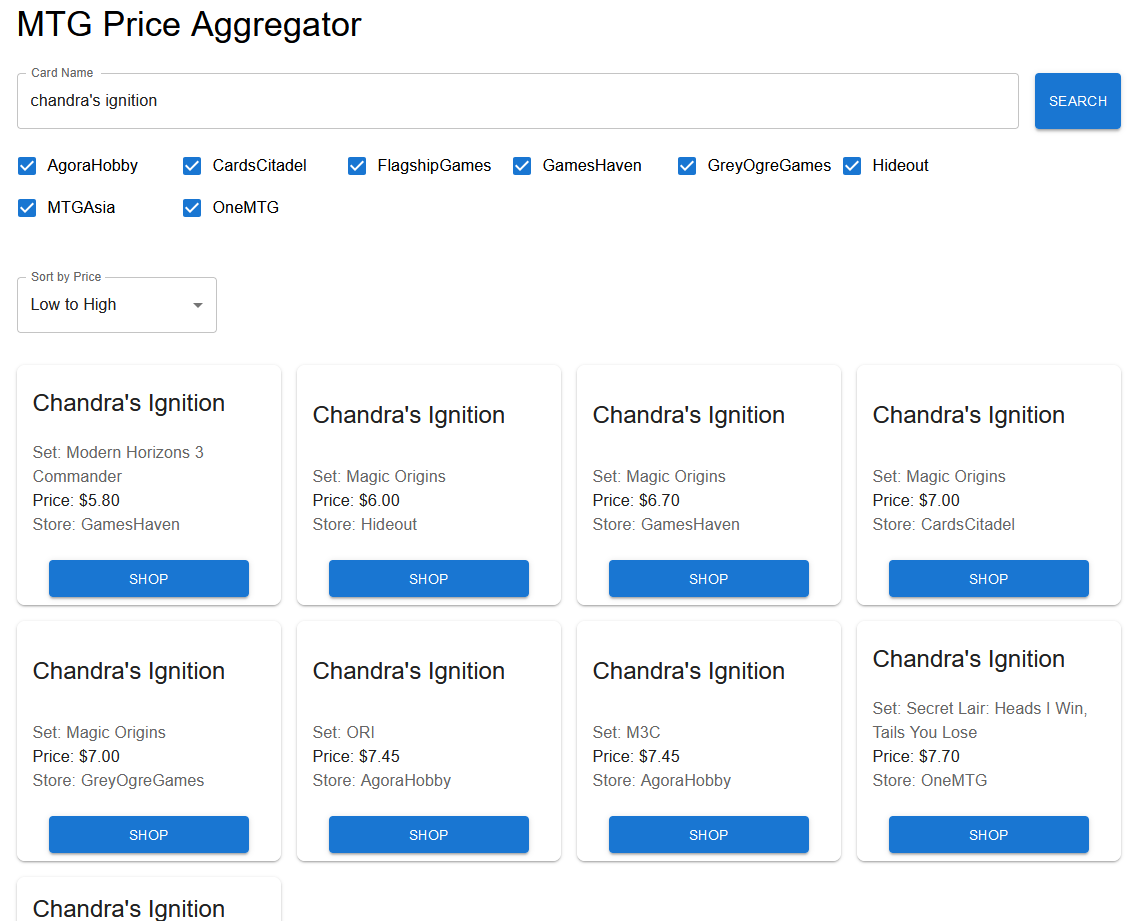 MTG Price Aggregator
Card Name
chandra's ignition
SEARCH
AgoraHobby
CardsCitadel
FlagshipGames
GamesHaven
GreyOgreGames
Hideout
MTGAsia
OneMTG
Sort by Price
Low to High
Chandra's Ignition
Set: Modern Horizons 3
Commander
Price: $5.80
Store: GamesHaven
SHOP
Chandra's Ignition
Set: Magic Origins
Price: $6.00
Store: Hideout
SHOP
Chandra's Ignition
Set: Magic Origins
Price: $6.70
Store: GamesHaven
SHOP
Chandra's Ignition
Set: Magic Origins
Price: $7.00
Store: CardsCitadel
SHOP
Chandra's Ignition
Set: Magic Origins
Price: $7.00
Store: GreyOgreGames
SHOP
Chandra's Ignition
Set: ORI
Price: $7.45
Store: AgoraHobby
SHOP
Chandra's Ignition
Set: M3C
Price: $7.45
Store: AgoraHobby
SHOP
Chandra's Ignition
Set: Secret Lair: Heads I Win,
Tails You Lose
Price: $7.70
Store: OneMTG
SHOP
Chandra's Ignition